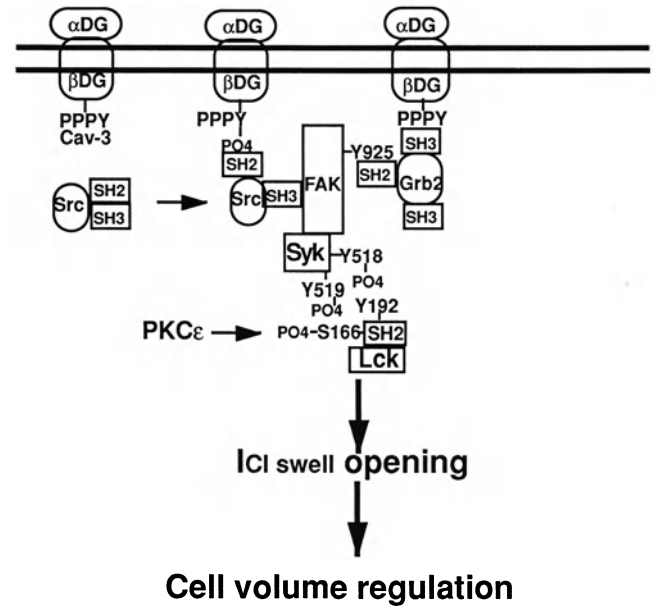 αDG αDG αDG
βDG βDG βDG
PPPY PPPY PPPY
Cav-3
PO4 SH3
SH2 Y925
SH2 FAK SH2 Grb2
Src Src SH3
SH3 SH3
Syk Y518
Y519 PO4
PO4 Y192
PKCε PO4-S166 SH2
Lck
ICl swell opening
Cell volume regulation